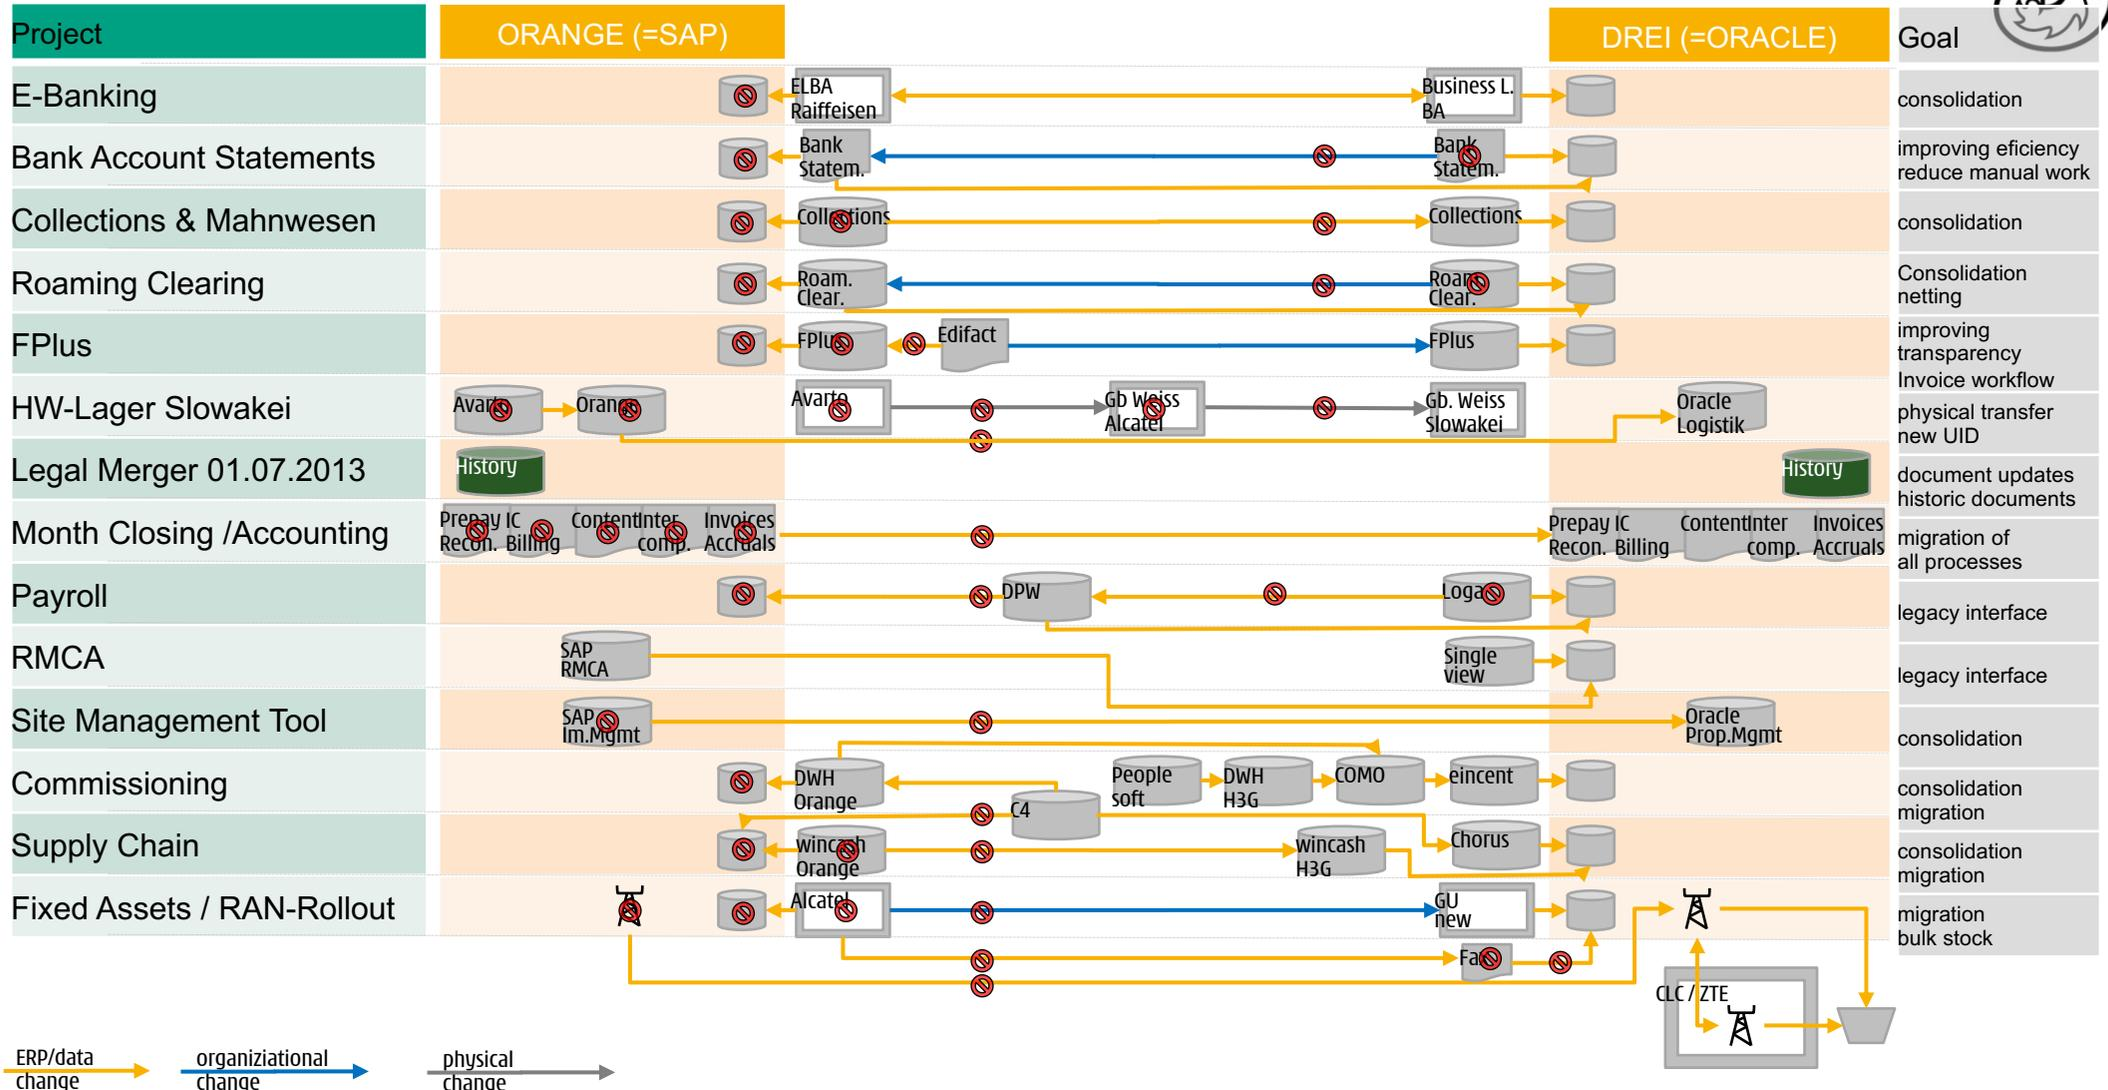 Project
ORANGE (=SAP)
DREI (=ORACLE)
Goal
E-Banking
ELBA
Raiffeisen
Business L.
BA
consolidation
Bank Account Statements
Bank
Statem.
Bank
Statem.
improving eficiency
reduce manual work
Collections & Mahnwesen
Collections
Collections
consolidation
Roaming Clearing
Roam.
Clear.
Roam.
Clear.
Consolidation
netting
FPlus
FPlus
Edifact
FPlus
improving
transparency
Invoice workflow
HW-Lager Slowakei
Avarto
Orange
Avarto
Gb Weiss
Alcatel
Gb. Weiss
Slowakei
Oracle
Logistik
physical transfer
new UID
Legal Merger 01.07.2013
History
History
document updates
historic documents
Month Closing /Accounting
Prepay IC Content Inter Invoices
Recon. Billing comp. Accruals
Prepay IC Content Inter Invoices
Recon. Billing comp. Accruals
migration of
all processes
Payroll
DPW
Loga
legacy interface
RMCA
SAP
RMCA
Single
view
legacy interface
Site Management Tool
SAP
Im.Mgmt
Oracle
Prop.Mgmt
consolidation
Commissioning
DWH
Orange
C4
People
soft
DWH
H3G
COMO
eincent
consolidation
migration
Supply Chain
wincash
Orange
wincash
H3G
Chorus
consolidation
migration
Fixed Assets / RAN-Rollout
Alcatel
GU
new
migration
bulk stock
CLC / ZTE
ERP/data
change
organiziational
change
physical
change